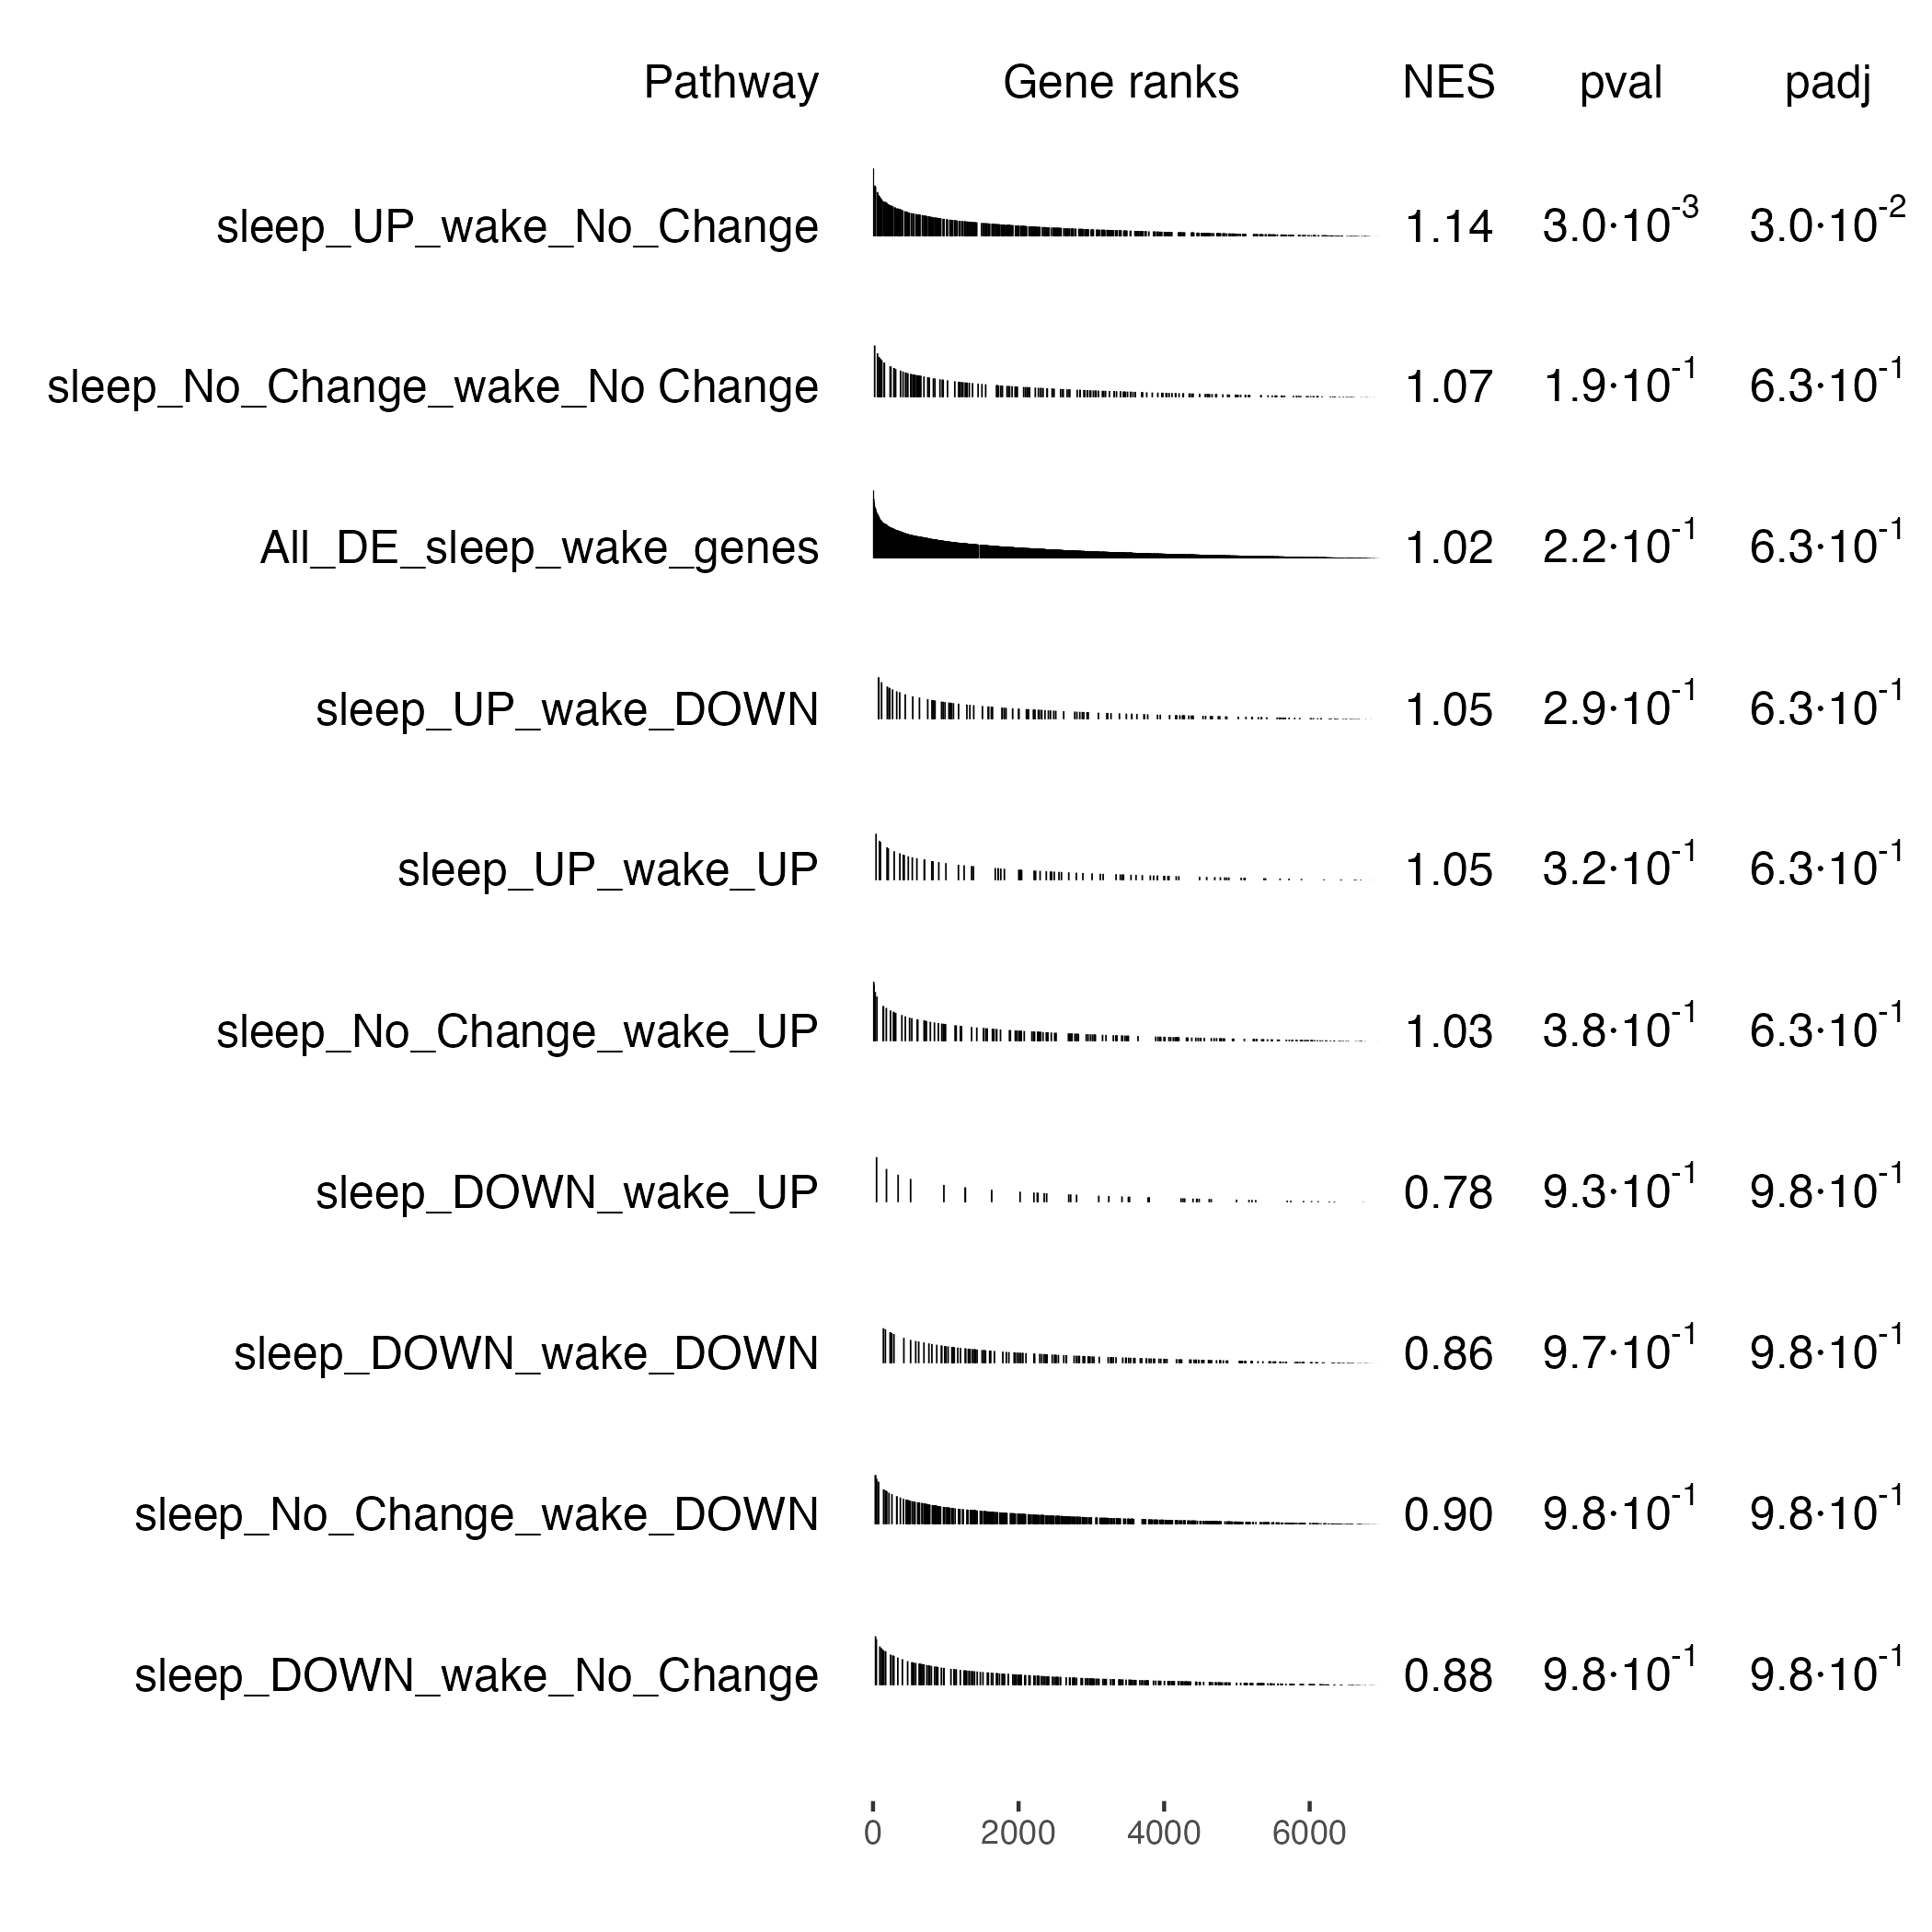 Pathway Gene ranks NES pval padj
sleep_UP_wake_No_Change 1.14 3.0·10⁻³ 3.0·10⁻²
sleep_No_Change_wake_No Change 1.07 1.9·10⁻¹ 6.3·10⁻¹
All_DE_sleep_wake_genes 1.02 2.2·10⁻¹ 6.3·10⁻¹
sleep_UP_wake_DOWN 1.05 2.9·10⁻¹ 6.3·10⁻¹
sleep_UP_wake_UP 1.05 3.2·10⁻¹ 6.3·10⁻¹
sleep_No_Change_wake_UP 1.03 3.8·10⁻¹ 6.3·10⁻¹
sleep_DOWN_wake_UP 0.78 9.3·10⁻¹ 9.8·10⁻¹
sleep_DOWN_wake_DOWN 0.86 9.7·10⁻¹ 9.8·10⁻¹
sleep_No_Change_wake_DOWN 0.90 9.8·10⁻¹ 9.8·10⁻¹
sleep_DOWN_wake_No_Change 0.88 9.8·10⁻¹ 9.8·10⁻¹
0 2000 4000 6000